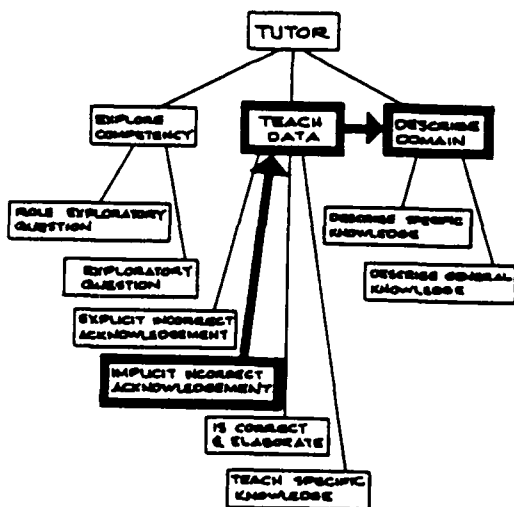 TUTOR
EXPLORE
COMPETENCY
TEACH
DATA
DESCRIBE
DOMAIN
ROLE EXPLORATORY
QUESTION
DESCRIBE SPECIFIC
KNOWLEDGE
EXPLORATORY
QUESTION
DESCRIBE GENERAL
KNOWLEDGE
EXPLICIT INCORRECT
ACKNOWLEDGEMENT
IMPLICIT INCORRECT
ACKNOWLEDGEMENT
IS CORRECT
& ELABORATE
TEACH SPECIFIC
KNOWLEDGE